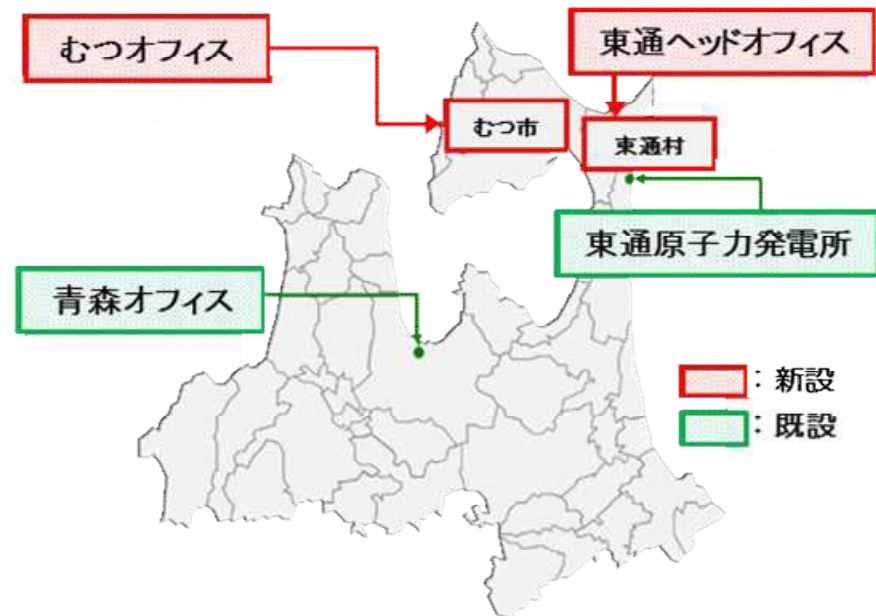 むつオフィス
東通ヘッドオフィス
むつ市
東通村
東通原子力発電所
青森オフィス
：新設
：既設